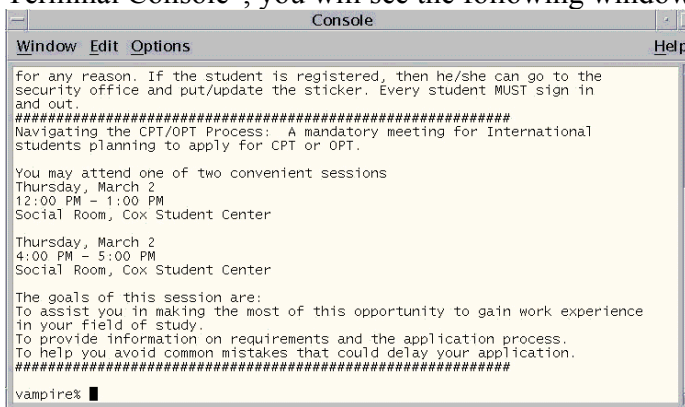 Terminal Console", you will see the following window
Console
Window Edit Options Help
for any reason. If the student is registered, then he/she can go to the
security office and put/update the sticker. Every student MUST sign in
and out.
############################################################
Navigating the CPT/OPT Process:  A mandatory meeting for International
students planning to apply for CPT or OPT.
You may attend one of two convenient sessions
Thursday, March 2
12:00 PM – 1:00 PM
Social Room, Cox Student Center
Thursday, March 2
4:00 PM – 5:00 PM
Social Room, Cox Student Center
The goals of this session are:
To assist you in making the most of this opportunity to gain work experience
in your field of study.
To provide information on requirements and the application process.
To help you avoid common mistakes that could delay your application.
############################################################
vampire%